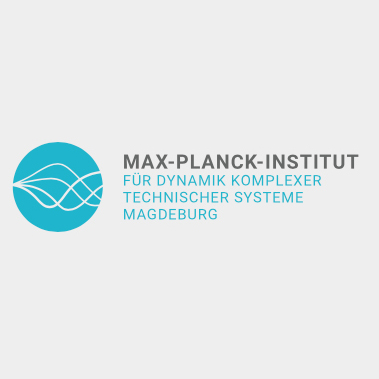 MAX-PLANCK-INSTITUT
FÜR DYNAMIK KOMPLEXER
TECHNISCHER SYSTEME
MAGDEBURG